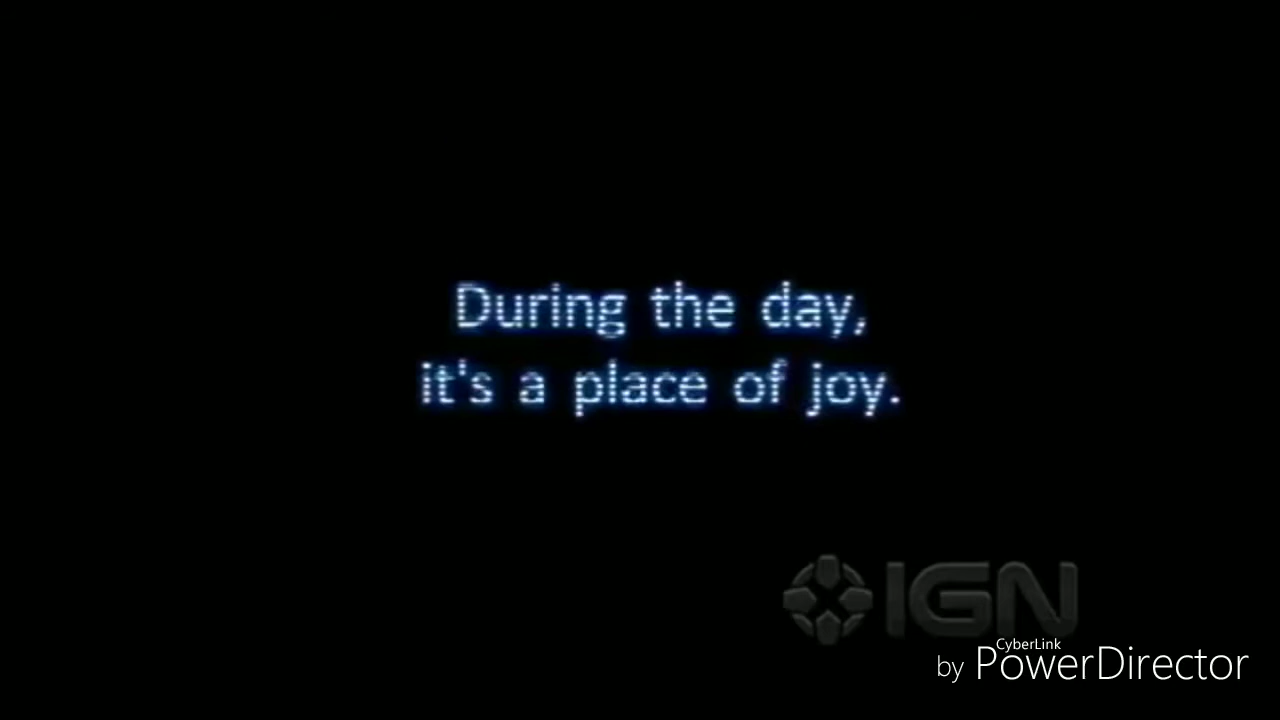 During the day,
it's a place of joy.
IGN
CyberLink
by PowerDirector